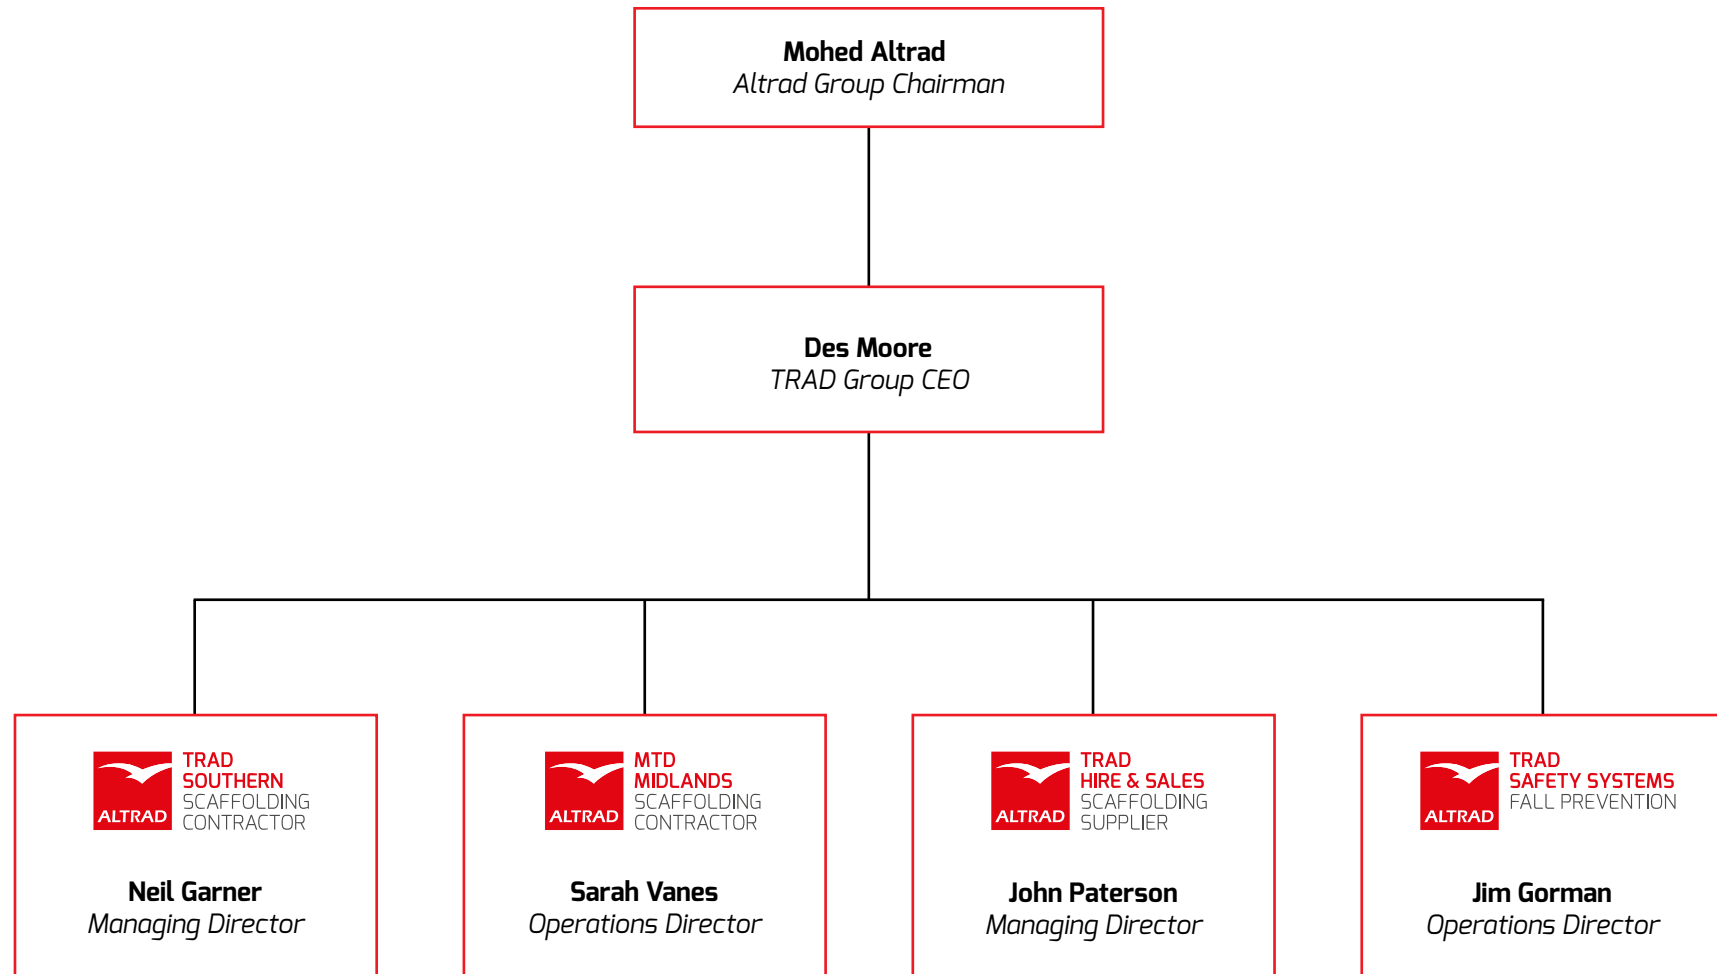 Mohed Altrad
Altrad Group Chairman
Des Moore
TRAD Group CEO
TRAD
SOUTHERN
SCAFFOLDING
CONTRACTOR
ALTRAD
Neil Garner
Managing Director
MTD
MIDLANDS
SCAFFOLDING
CONTRACTOR
ALTRAD
Sarah Vanes
Operations Director
TRAD
HIRE & SALES
SCAFFOLDING
SUPPLIER
ALTRAD
John Paterson
Managing Director
TRAD
SAFETY SYSTEMS
FALL PREVENTION
ALTRAD
Jim Gorman
Operations Director